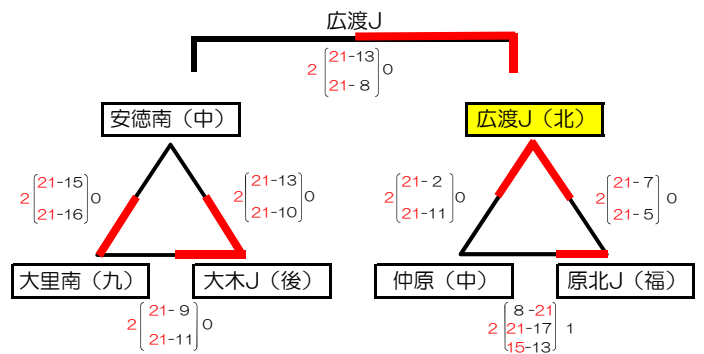 広渡J
2 21-13 0
21- 8
安徳南（中）
広渡J（北）
2 21-15 0
21-16
2 21-13 0
21-10
2 21- 2 0
21-11
2 21- 7 0
21- 5
大里南（九）
大木J（後）
仲原（中）
原北J（福）
2 21- 9 0
21-11
8 -21
2 21-17 1
15-13